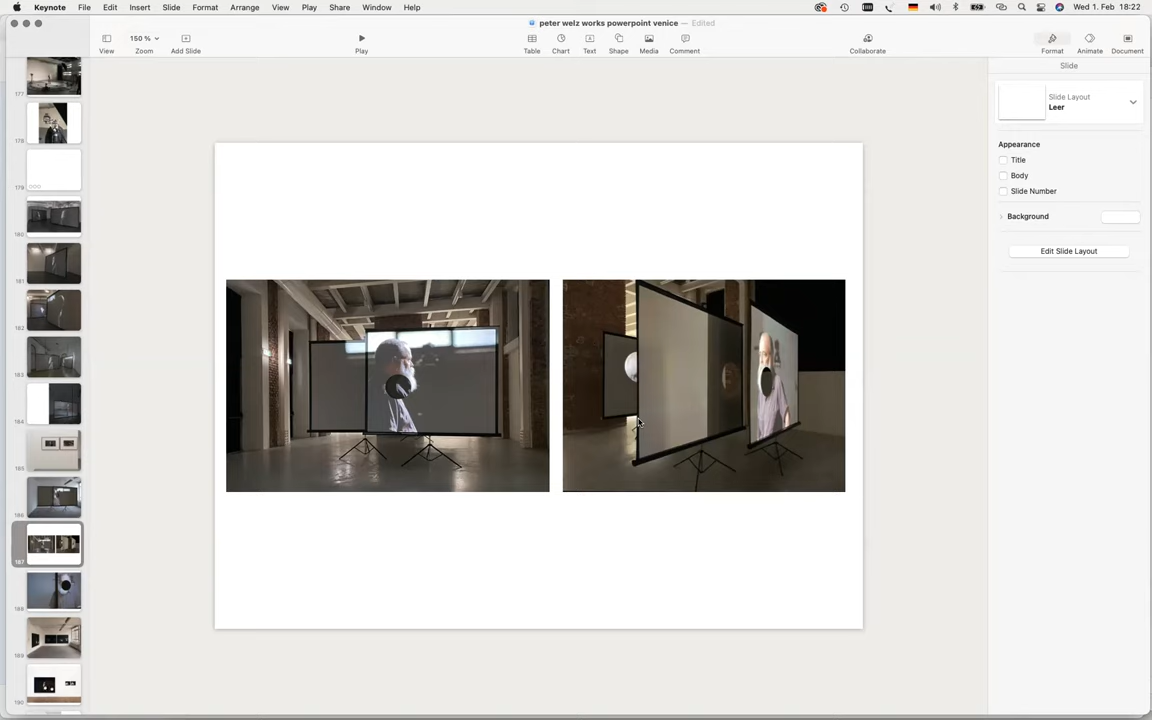 Keynote File Edit Insert Slide Format Arrange View Play Share Window Help Wed 1. Feb 18:22
peter welz works powerpoint venice — Edited
150 %
View Zoom Add Slide Play Table Chart Text Shape Media Comment Collaborate Format Animate Document
Slide
Slide Layout
Leer
Appearance
Title
Body
Slide Number
Background
Edit Slide Layout
177
178
179
180
181
182
183
184
185
186
187
188
189
190